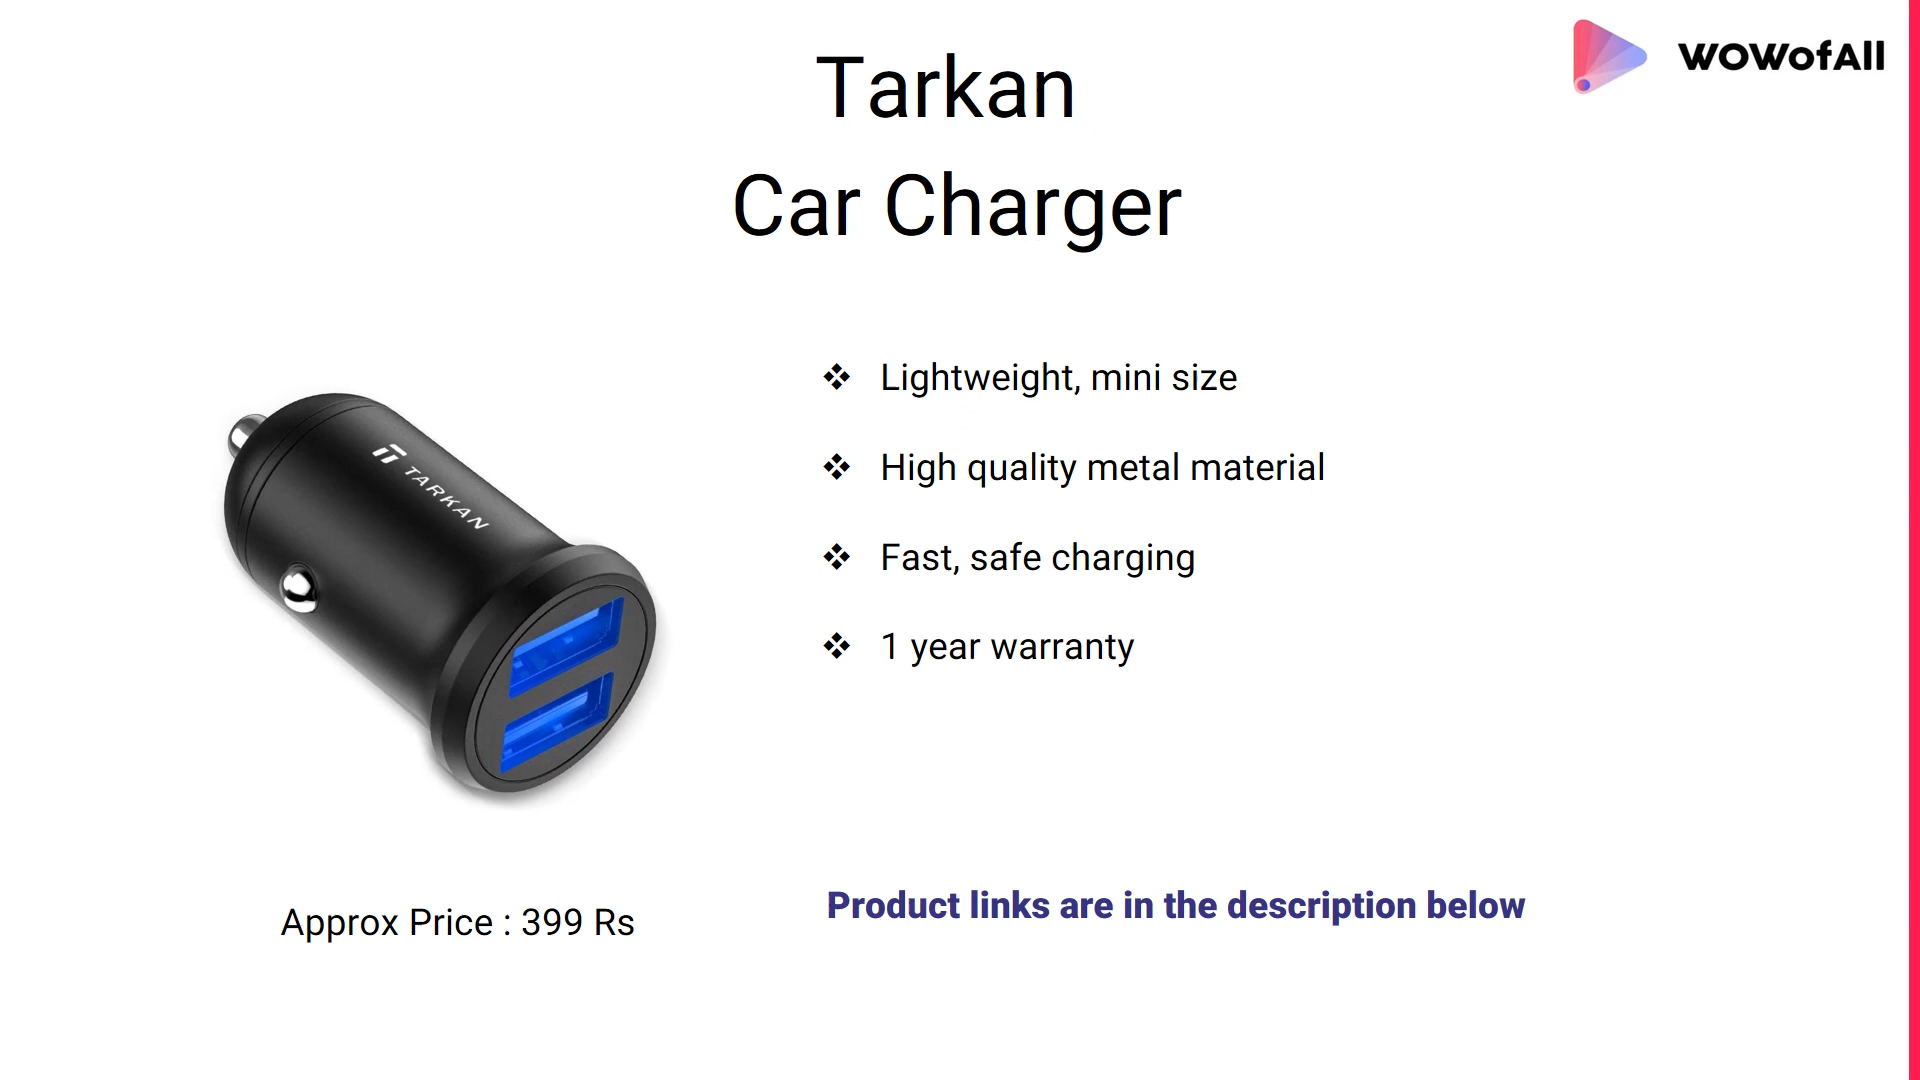 Tarkan
Car Charger
WOWofAll
TARKAN
❖ Lightweight, mini size
❖ High quality metal material
❖ Fast, safe charging
❖ 1 year warranty
Approx Price : 399 Rs
Product links are in the description below